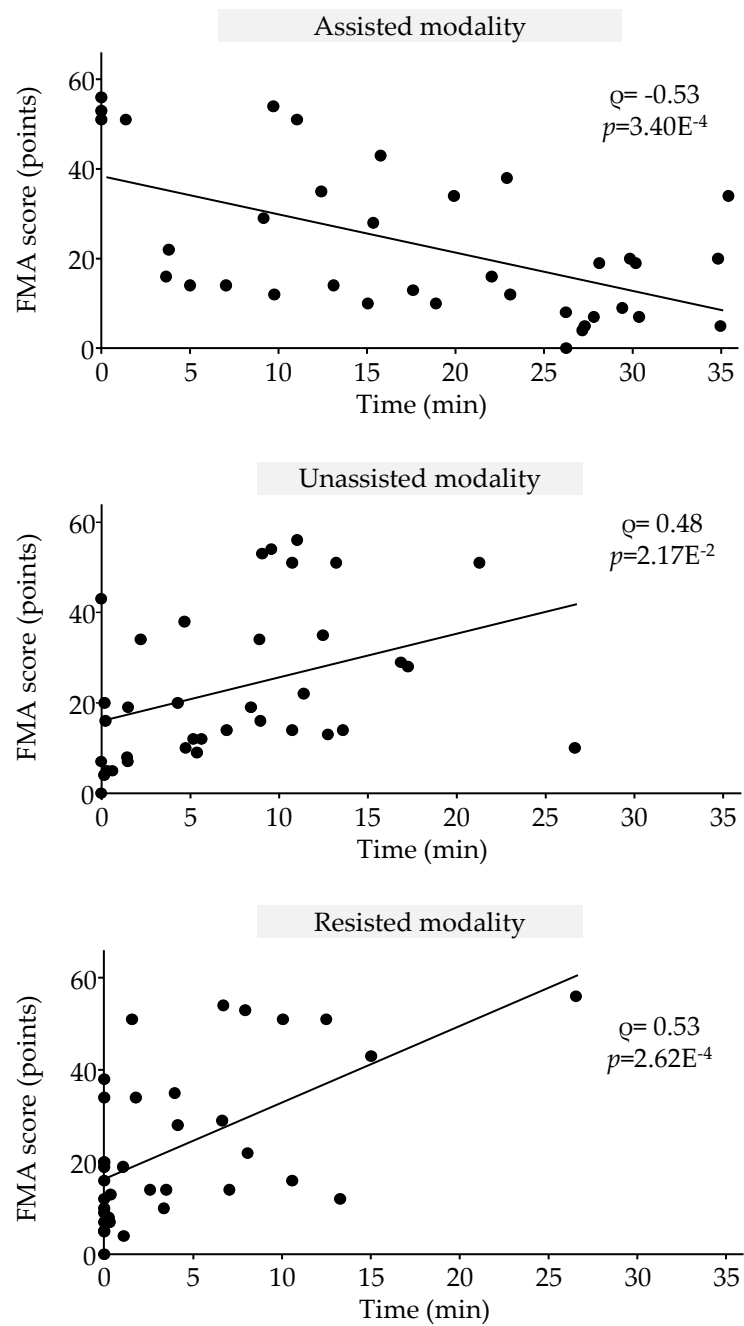 Assisted modality
60
40
20
0
FMA score (points)
ϱ= -0.53
p=3.40E-4
0 5 10 15 20 25 30 35
Time (min)
Unassisted modality
60
40
20
0
FMA score (points)
ϱ= 0.48
p=2.17E-2
0 5 10 15 20 25 30 35
Time (min)
Resisted modality
60
40
20
0
FMA score (points)
ϱ= 0.53
p=2.62E-4
0 5 10 15 20 25 30 35
Time (min)